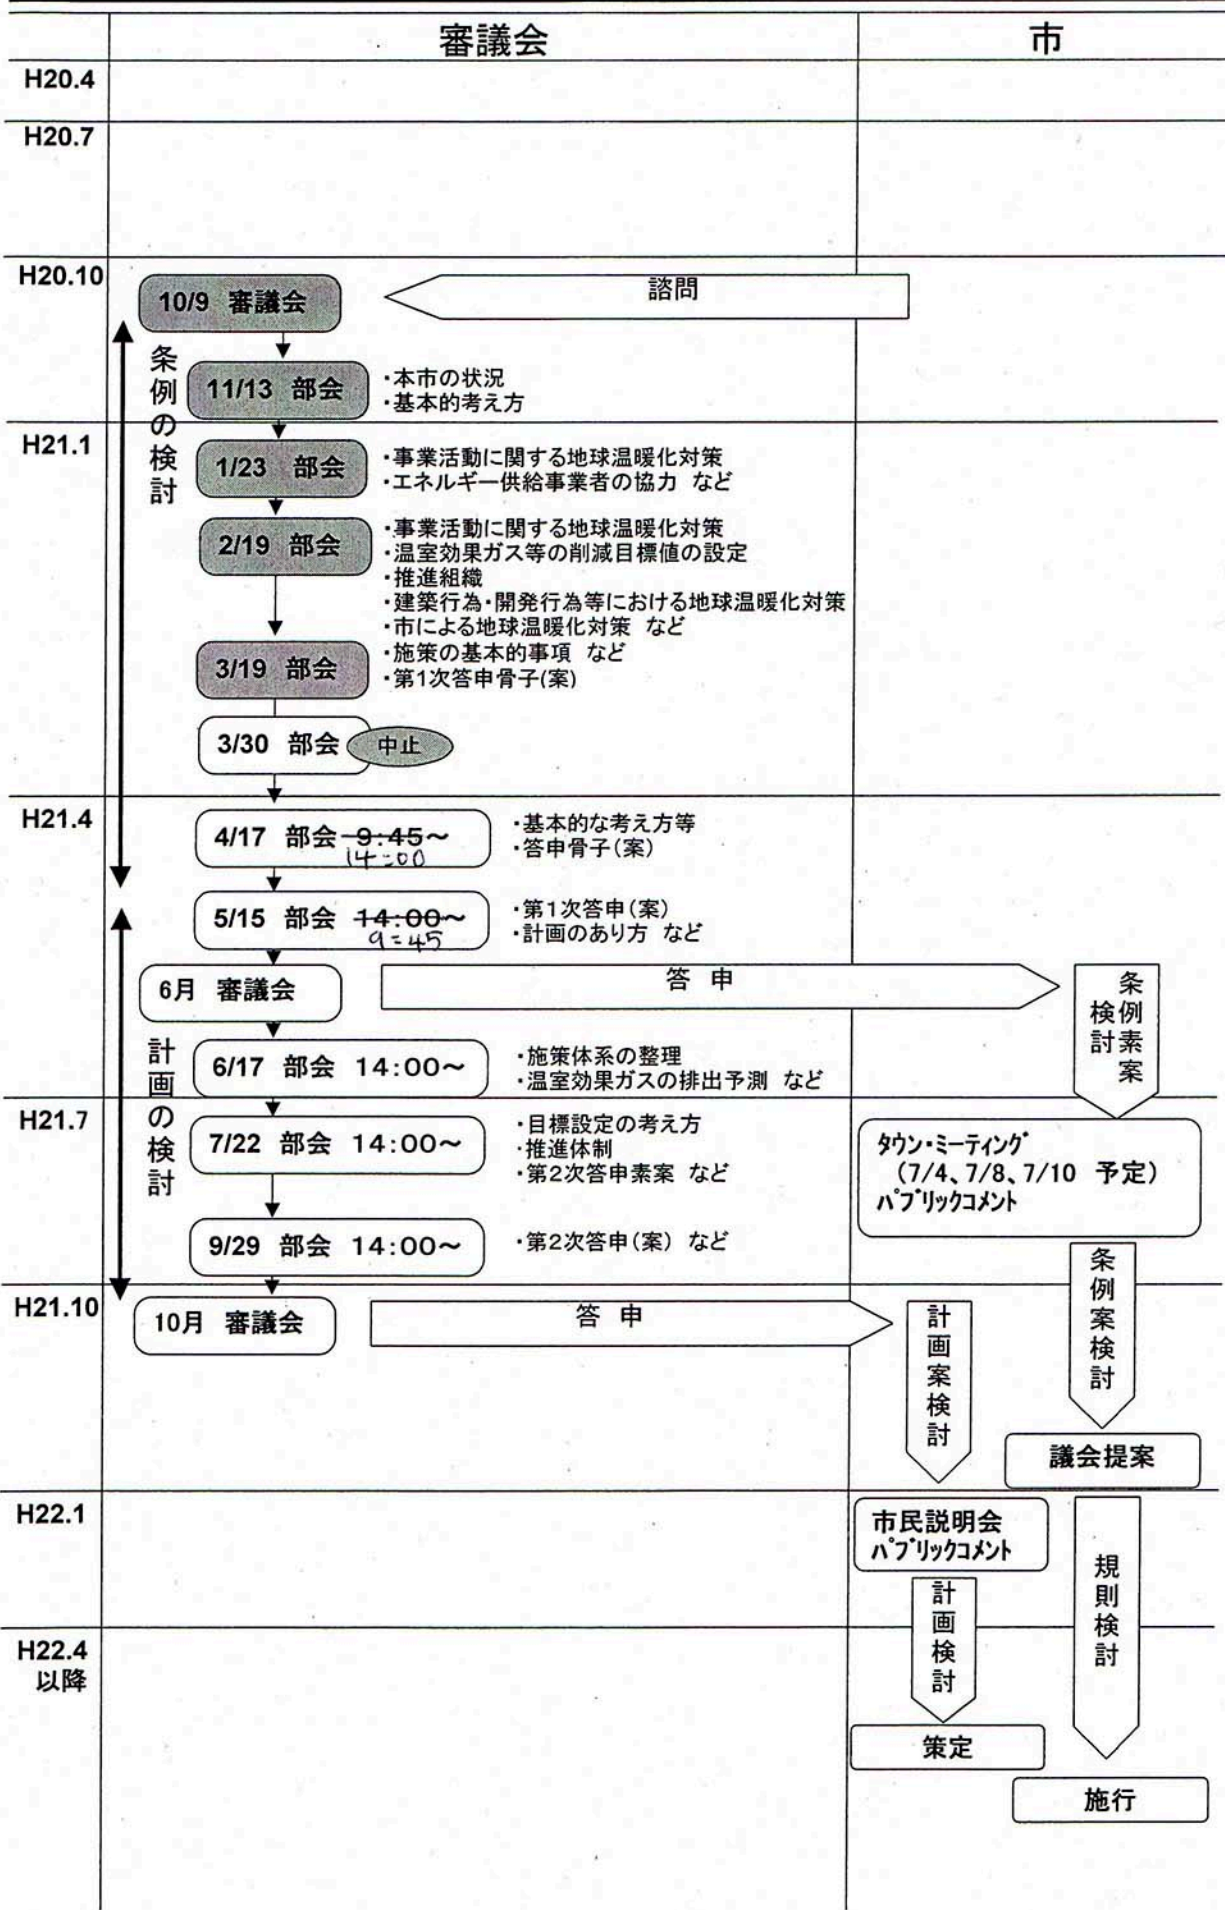 審議会
市
H20.4
H20.7
H20.10
10/9 審議会
諮問
条例の検討
11/13 部会
・本市の状況
・基本的考え方
H21.1
1/23 部会
・事業活動に関する地球温暖化対策
・エネルギー供給事業者の協力 など
2/19 部会
・事業活動に関する地球温暖化対策
・温室効果ガス等の削減目標値の設定
・推進組織
・建築行為・開発行為等における地球温暖化対策
・市による地球温暖化対策 など
3/19 部会
・施策の基本的事項 など
・第1次答申骨子(案)
3/30 部会
中止
H21.4
4/17 部会 9:45～
14:00
・基本的な考え方等
・答申骨子(案)
5/15 部会 14:00～
9:45
・第1次答申(案)
・計画のあり方 など
6月 審議会
答申
条例素案
検討
計画の検討
6/17 部会 14:00～
・施策体系の整理
・温室効果ガスの排出予測 など
H21.7
7/22 部会 14:00～
・目標設定の考え方
・推進体制
・第2次答申素案 など
ﾀｳﾝ・ﾐｰﾃｨﾝｸﾞ
(7/4、7/8、7/10 予定)
ﾊﾟﾌﾞﾘｯｸｺﾒﾝﾄ
9/29 部会 14:00～
・第2次答申(案) など
条例案検討
H21.10
10月 審議会
答申
計画案検討
議会提案
H22.1
市民説明会
ﾊﾟﾌﾞﾘｯｸｺﾒﾝﾄ
規則検討
計画検討
H22.4
以降
策定
施行